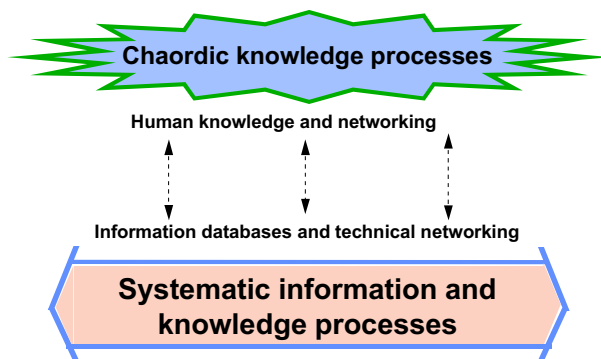 Chaordic knowledge processes
Human knowledge and networking
Information databases and technical networking
Systematic information and
knowledge processes